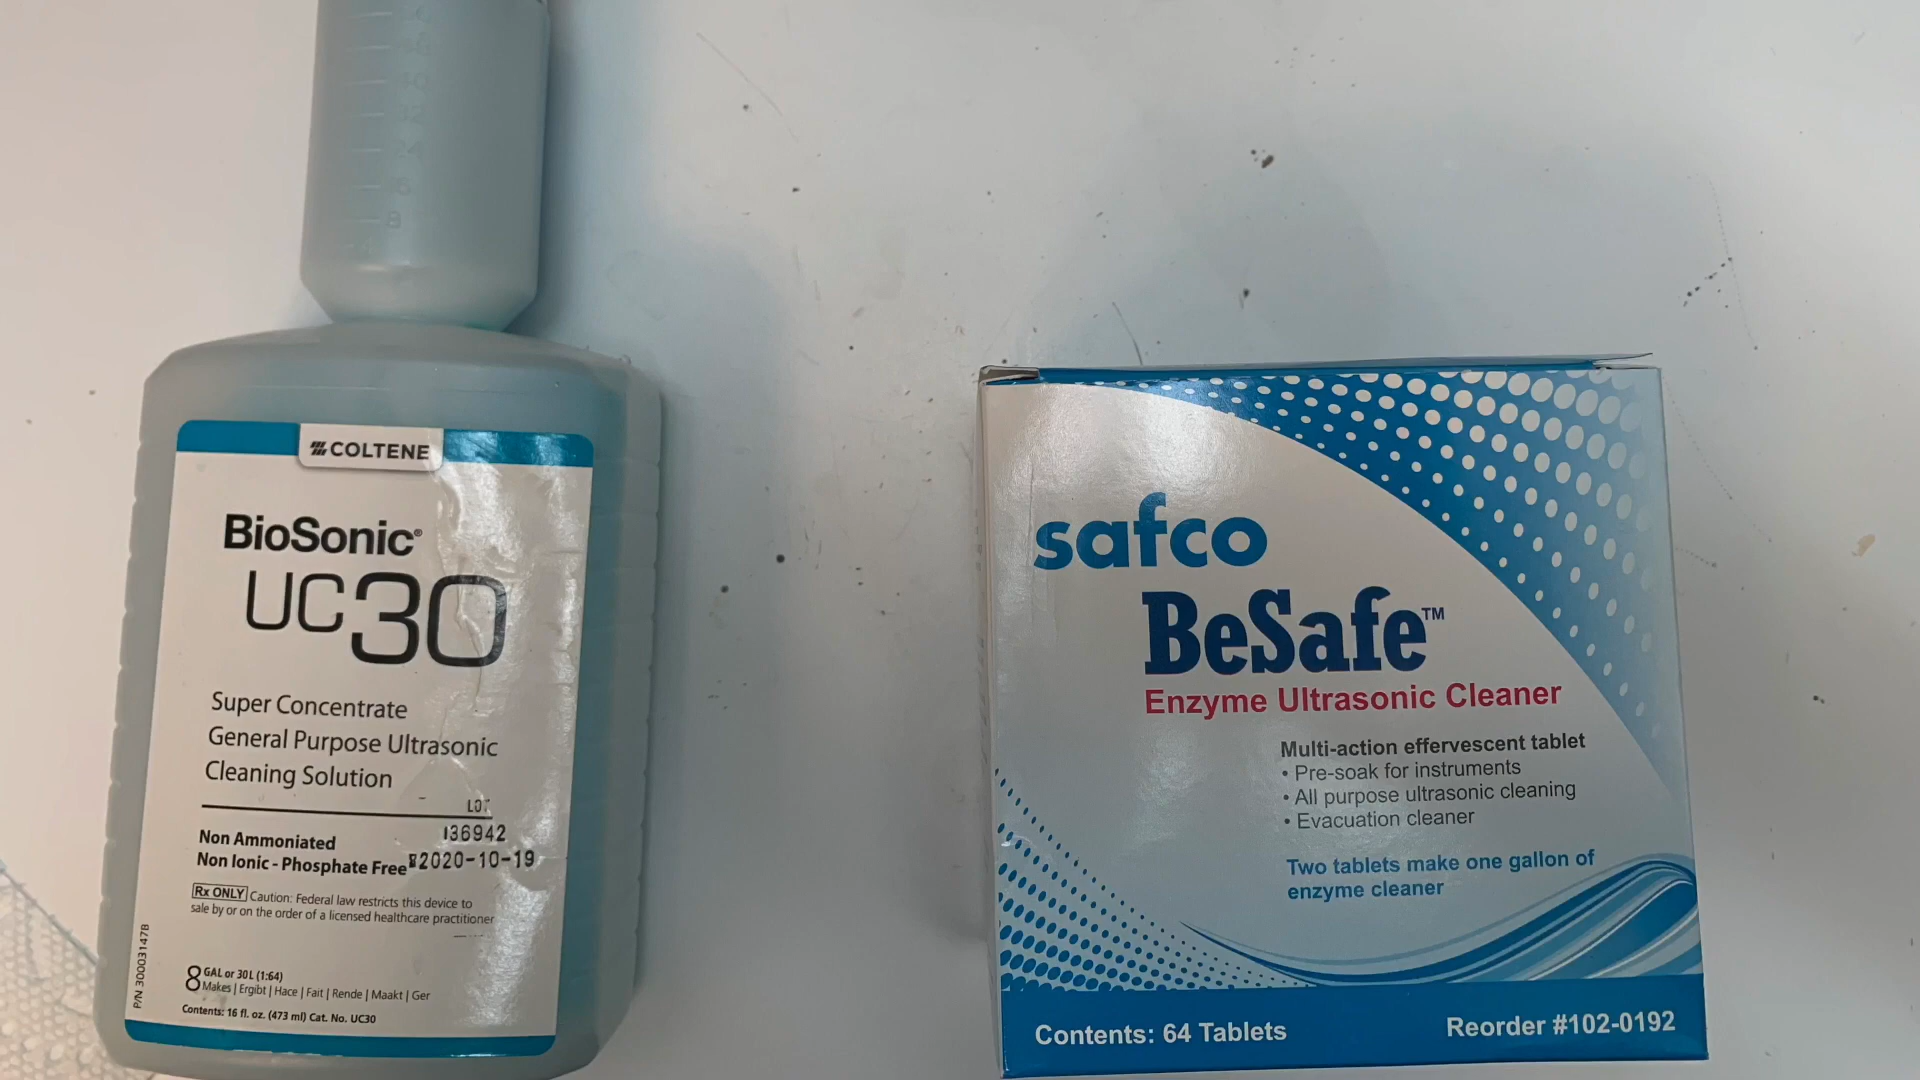 COLTENE
BioSonic®
UC30
Super Concentrate
General Purpose Ultrasonic
Cleaning Solution
LOT
136942
2020-10-19
Non Ammoniated
Non Ionic - Phosphate Free
Rx ONLY Caution: Federal law restricts this device to
sale by or on the order of a licensed healthcare practitioner
P/N 30003147B
8 GAL or 30 L (1:64)
Makes | Ergibt | Hace | Fait | Rende | Maakt | Ger
Contents: 16 fl. oz. (473 ml) Cat. No. UC30
safco
BeSafe™
Enzyme Ultrasonic Cleaner
Multi-action effervescent tablet
• Pre-soak for instruments
• All purpose ultrasonic cleaning
• Evacuation cleaner
Two tablets make one gallon of
enzyme cleaner
Contents: 64 Tablets
Reorder #102-0192